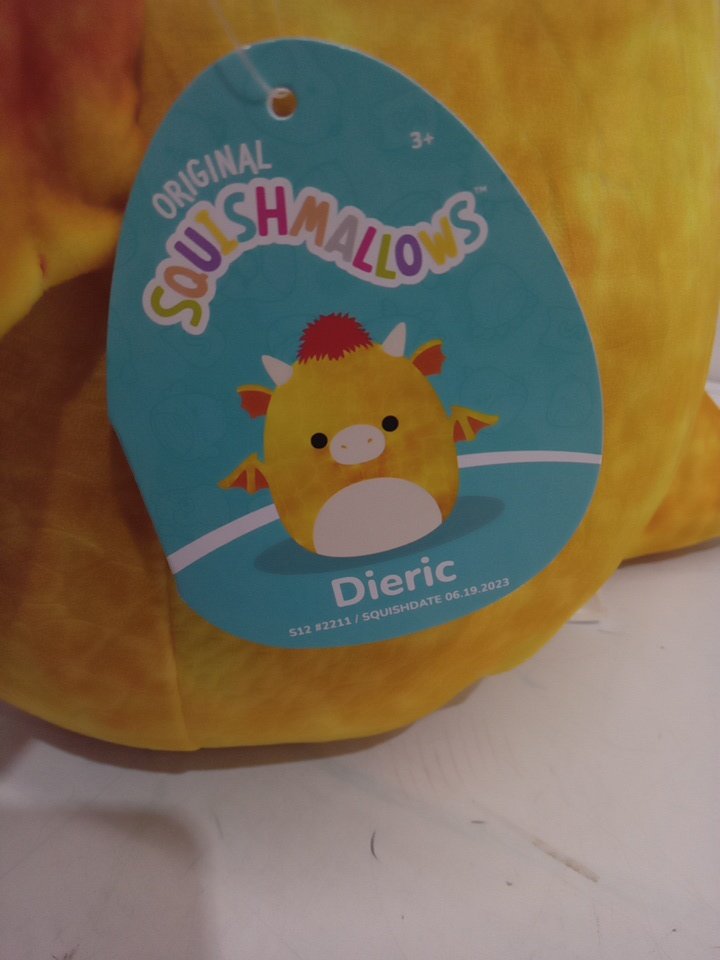 3+
ORIGINAL
SQUISHMALLOWS™
Dieric
S12 #2211 / SQUISHDATE 06.19.2023